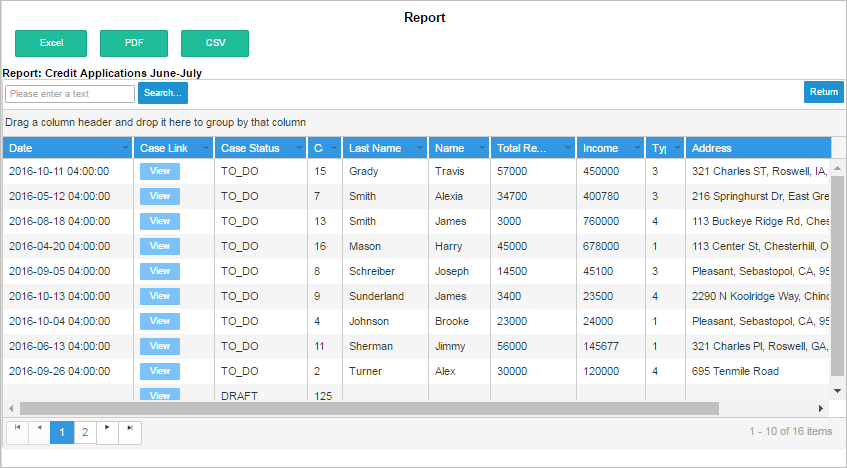 Report
Excel PDF CSV
Report: Credit Applications June-July
Please enter a text Search... Return
Drag a column header and drop it here to group by that column
Date Case Link Case Status Ca Last Name Name Total Re... Income Typ Address
2016-10-11 04:00:00 View TO_DO 15 Grady Travis 57000 450000 3 321 Charles ST, Roswell, IA,
2016-05-12 04:00:00 View TO_DO 7 Smith Alexia 34700 400780 3 216 Springhurst Dr, East Gre
2016-08-18 04:00:00 View TO_DO 13 Smith James 3000 760000 4 113 Buckeye Ridge Rd, Ches
2016-04-20 04:00:00 View TO_DO 16 Mason Harry 45000 678000 1 113 Center St, Chesterhill, O
2016-09-05 04:00:00 View TO_DO 8 Schreiber Joseph 14500 45100 3 Pleasant, Sebastopol, CA, 95
2016-10-13 04:00:00 View TO_DO 9 Sunderland James 3400 23500 4 2290 N Koolridge Way, Chino
2016-10-04 04:00:00 View TO_DO 4 Johnson Brooke 23000 24000 1 Pleasant, Sebastopol, CA, 95
2016-06-13 04:00:00 View TO_DO 11 Sherman Jimmy 56000 145677 1 321 Charles Pl, Roswell, GA,
2016-09-26 04:00:00 View TO_DO 2 Turner Alex 30000 120000 4 695 Tenmile Road
View DRAFT 125
1 2 1 - 10 of 16 items